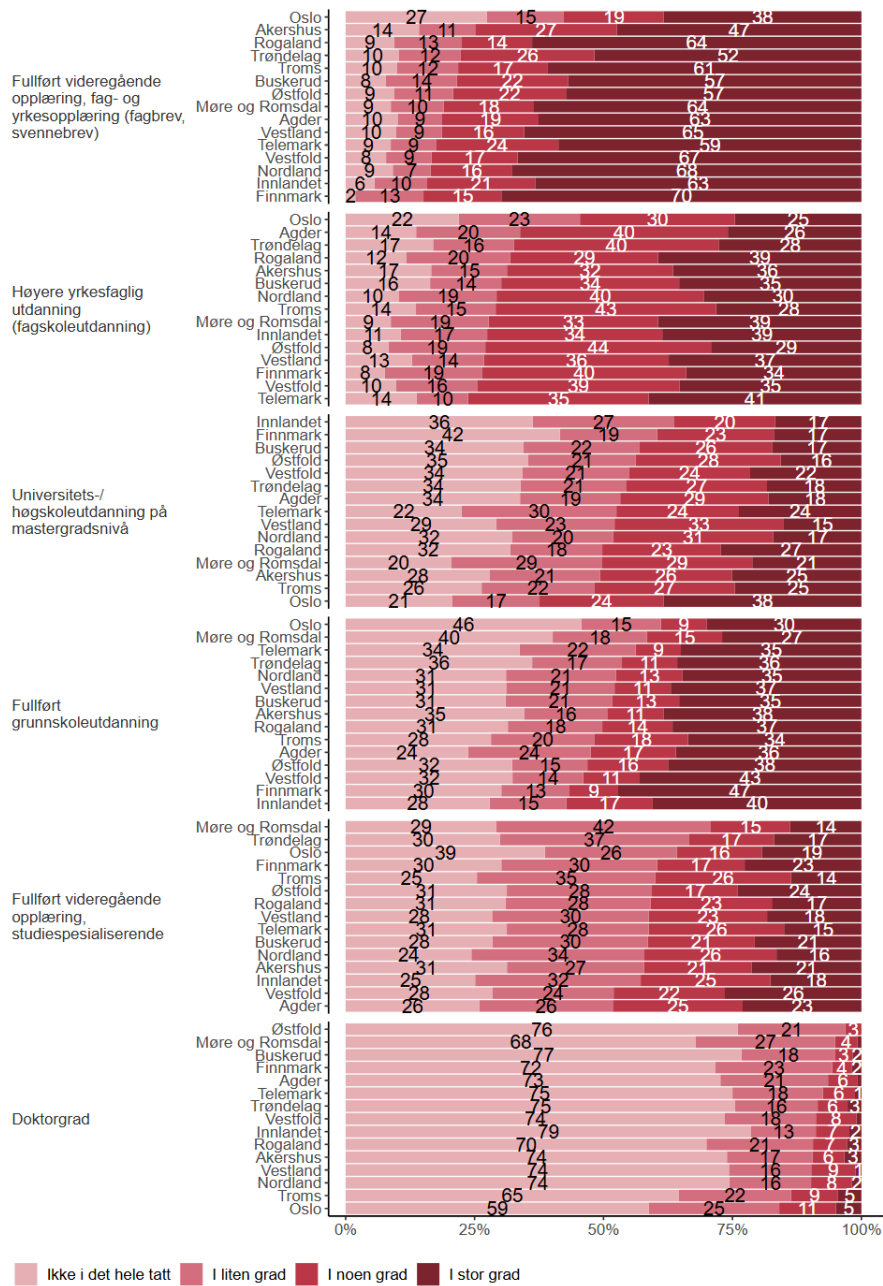 Fullført videregående
opplæring, fag- og
yrkesopplæring (fagbrev,
svennebrev)
Oslo 27 15 19 38
Akershus 14 11 27 47
Rogaland 9 13 14 64
Trøndelag 10 12 26 52
Troms 10 12 17 61
Buskerud 8 14 22 57
Østfold 9 11 22 57
Møre og Romsdal 9 10 18 64
Agder 10 9 19 63
Vestland 10 9 16 65
Telemark 9 9 24 59
Vestfold 8 9 17 67
Nordland 9 7 16 68
Innlandet 6 10 21 63
Finnmark 2 13 15 70
Høyere yrkesfaglig
utdanning
(fagskoleutdanning)
Oslo 22 23 30 25
Agder 14 20 40 26
Trøndelag 17 16 40 28
Rogaland 12 20 29 39
Akershus 17 15 32 36
Buskerud 16 14 34 35
Nordland 10 19 40 30
Troms 14 15 43 28
Møre og Romsdal 9 19 33 39
Innlandet 11 17 34 39
Østfold 8 19 44 29
Vestland 13 14 36 37
Finnmark 8 19 40 34
Vestfold 10 16 39 35
Telemark 14 10 35 41
Universitets-/
høgskoleutdanning på
mastergradsnivå
Innlandet 36 27 20 17
Finnmark 42 19 23 17
Buskerud 34 22 26 17
Østfold 35 21 28 16
Vestfold 34 21 24 22
Trøndelag 34 21 27 18
Agder 34 19 29 18
Telemark 22 30 24 24
Vestland 29 23 33 15
Nordland 32 20 31 17
Rogaland 32 18 23 27
Møre og Romsdal 20 29 29 21
Akershus 28 21 26 25
Troms 26 22 27 25
Oslo 21 17 24 38
Fullført
grunnskoleutdanning
Oslo 46 15 9 30
Møre og Romsdal 40 18 15 27
Telemark 34 22 9 35
Trøndelag 36 17 11 36
Nordland 31 21 13 35
Vestland 31 21 11 37
Buskerud 31 21 13 35
Akershus 35 16 11 38
Rogaland 31 18 14 37
Troms 28 20 18 34
Agder 24 24 17 36
Østfold 32 15 16 38
Vestfold 32 14 11 43
Finnmark 30 13 9 47
Innlandet 28 15 17 40
Fullført videregående
opplæring,
studiespesialiserende
Møre og Romsdal 29 42 15 14
Trøndelag 30 37 17 17
Oslo 39 26 16 19
Finnmark 30 30 17 23
Troms 25 35 26 14
Østfold 31 28 17 24
Rogaland 31 28 23 17
Vestland 28 30 23 18
Telemark 31 28 26 15
Buskerud 28 30 21 21
Nordland 24 34 26 16
Akershus 31 27 21 21
Innlandet 25 32 25 18
Vestfold 28 24 22 26
Agder 26 26 25 23
Doktorgrad
Østfold 76 21 3
Møre og Romsdal 68 27 4
Buskerud 77 18 3 2
Finnmark 72 23 4 2
Agder 73 21 6
Telemark 75 18 6 1
Trøndelag 75 16 6 3
Vestfold 74 18 8
Innlandet 79 13 7 2
Rogaland 70 21 7 3
Akershus 74 17 6 3
Vestland 74 16 9 1
Nordland 74 16 8 2
Troms 65 22 9 5
Oslo 59 25 11 5
0% 25% 50% 75% 100%
Ikke i det hele tatt I liten grad I noen grad I stor grad